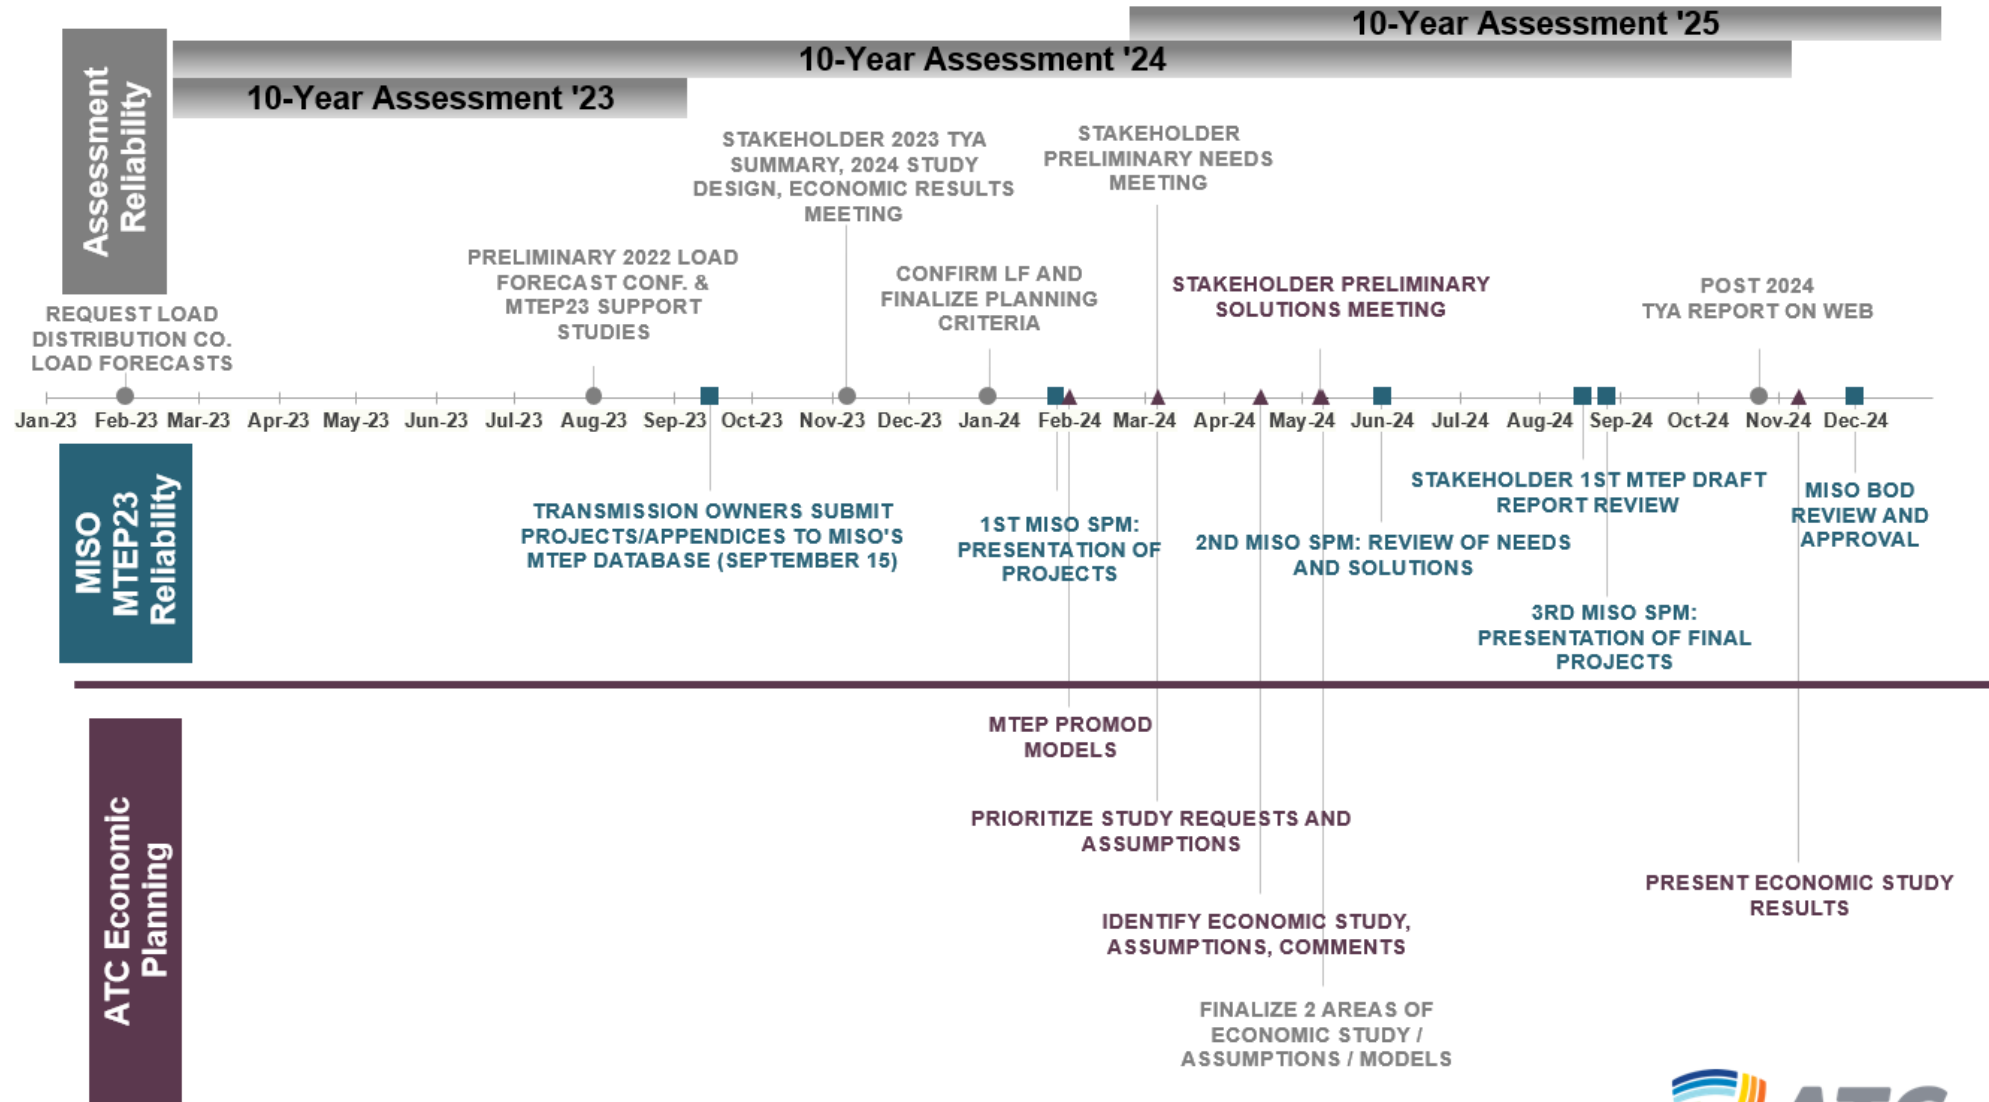 10-Year Assessment '25
10-Year Assessment '24
10-Year Assessment '23
Assessment
Reliability
STAKEHOLDER 2023 TYA
SUMMARY, 2024 STUDY
DESIGN, ECONOMIC RESULTS
MEETING
STAKEHOLDER
PRELIMINARY NEEDS
MEETING
PRELIMINARY 2022 LOAD
FORECAST CONF. &
MTEP23 SUPPORT
STUDIES
CONFIRM LF AND
FINALIZE PLANNING
CRITERIA
STAKEHOLDER PRELIMINARY
SOLUTIONS MEETING
POST 2024
TYA REPORT ON WEB
REQUEST LOAD
DISTRIBUTION CO.
LOAD FORECASTS
Jan-23 Feb-23 Mar-23 Apr-23 May-23 Jun-23 Jul-23 Aug-23 Sep-23 Oct-23 Nov-23 Dec-23 Jan-24 Feb-24 Mar-24 Apr-24 May-24 Jun-24 Jul-24 Aug-24 Sep-24 Oct-24 Nov-24 Dec-24
MISO
MTEP23
Reliability
TRANSMISSION OWNERS SUBMIT
PROJECTS/APPENDICES TO MISO'S
MTEP DATABASE (SEPTEMBER 15)
1ST MISO SPM:
PRESENTATION OF
PROJECTS
2ND MISO SPM: REVIEW OF NEEDS
AND SOLUTIONS
STAKEHOLDER 1ST MTEP DRAFT
REPORT REVIEW
MISO BOD
REVIEW AND
APPROVAL
3RD MISO SPM:
PRESENTATION OF FINAL
PROJECTS
ATC Economic
Planning
MTEP PROMOD
MODELS
PRIORITIZE STUDY REQUESTS AND
ASSUMPTIONS
PRESENT ECONOMIC STUDY
RESULTS
IDENTIFY ECONOMIC STUDY,
ASSUMPTIONS, COMMENTS
FINALIZE 2 AREAS OF
ECONOMIC STUDY /
ASSUMPTIONS / MODELS
ATC